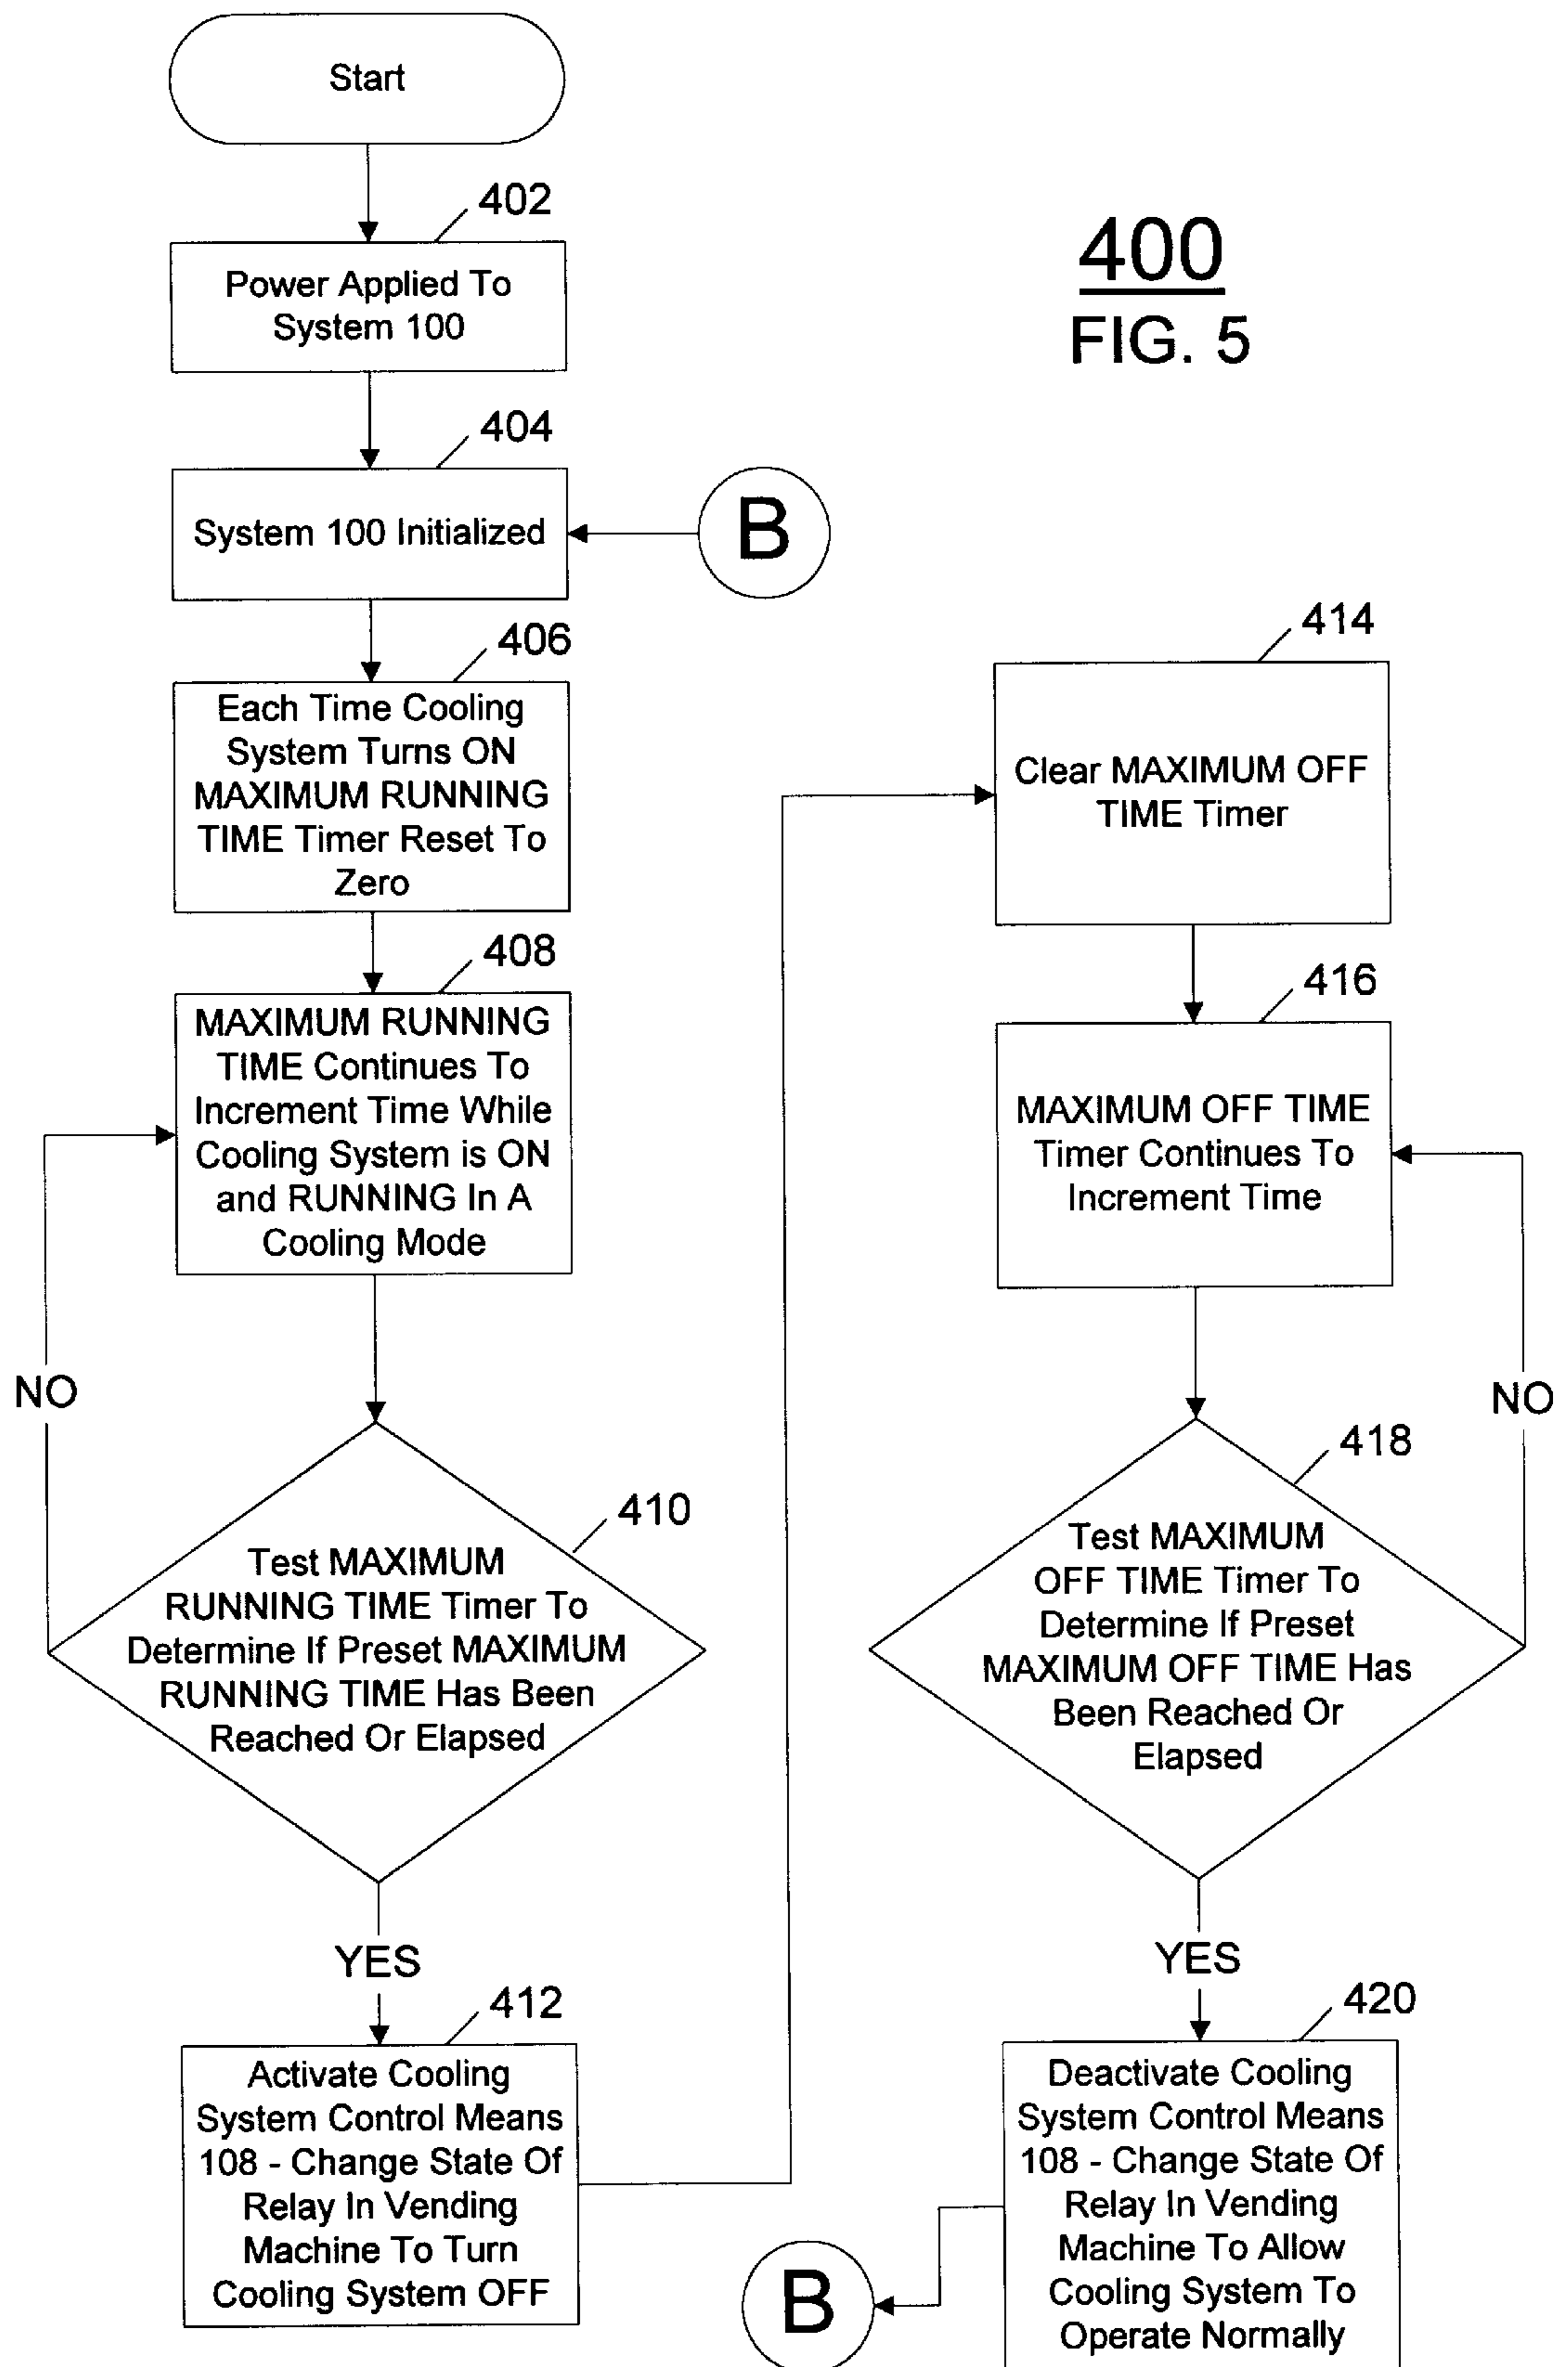 Start
402
Power Applied To
System 100
404
System 100 Initialized
B
406
Each Time Cooling
System Turns ON
MAXIMUM RUNNING
TIME Timer Reset To
Zero
408
MAXIMUM RUNNING
TIME Continues To
Increment Time While
Cooling System is ON
and RUNNING In A
Cooling Mode
NO
410
Test MAXIMUM
RUNNING TIME Timer To
Determine If Preset MAXIMUM
RUNNING TIME Has Been
Reached Or Elapsed
YES
412
Activate Cooling
System Control Means
108 - Change State Of
Relay In Vending
Machine To Turn
Cooling System OFF
400
FIG. 5
414
Clear MAXIMUM OFF
TIME Timer
416
MAXIMUM OFF TIME
Timer Continues To
Increment Time
NO
418
Test MAXIMUM
OFF TIME Timer To
Determine If Preset
MAXIMUM OFF TIME Has
Been Reached Or
Elapsed
YES
420
Deactivate Cooling
System Control Means
108 - Change State Of
Relay In Vending
Machine To Allow
Cooling System To
Operate Normally
B